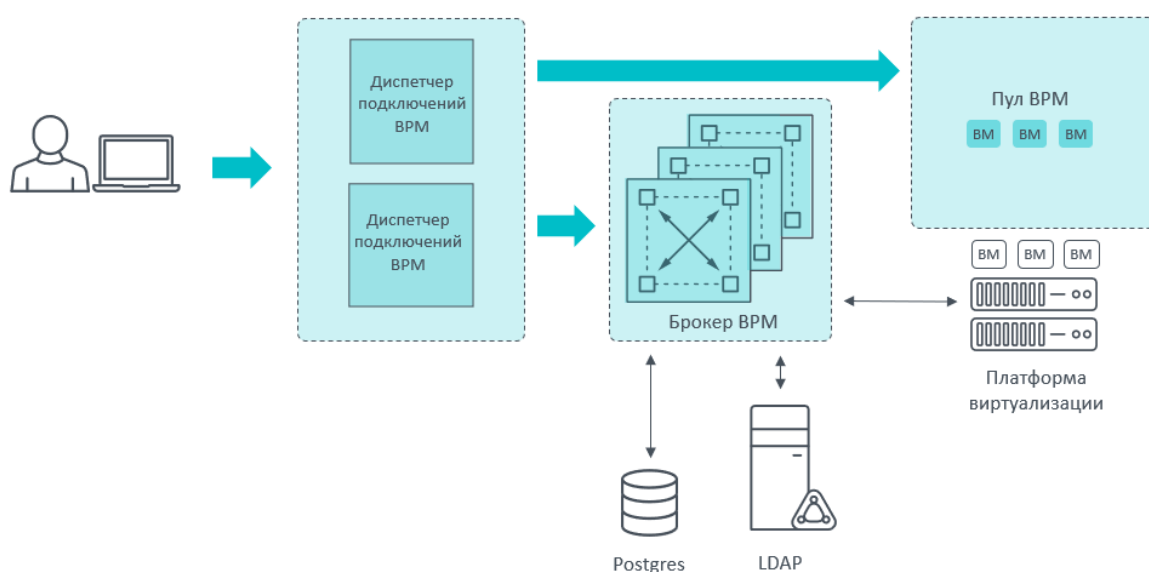 Диспетчер
подключений
ВРМ
Диспетчер
подключений
ВРМ
Брокер ВРМ
Пул ВРМ
ВМ ВМ ВМ
ВМ ВМ ВМ
Платформа
виртуализации
Postgres
LDAP